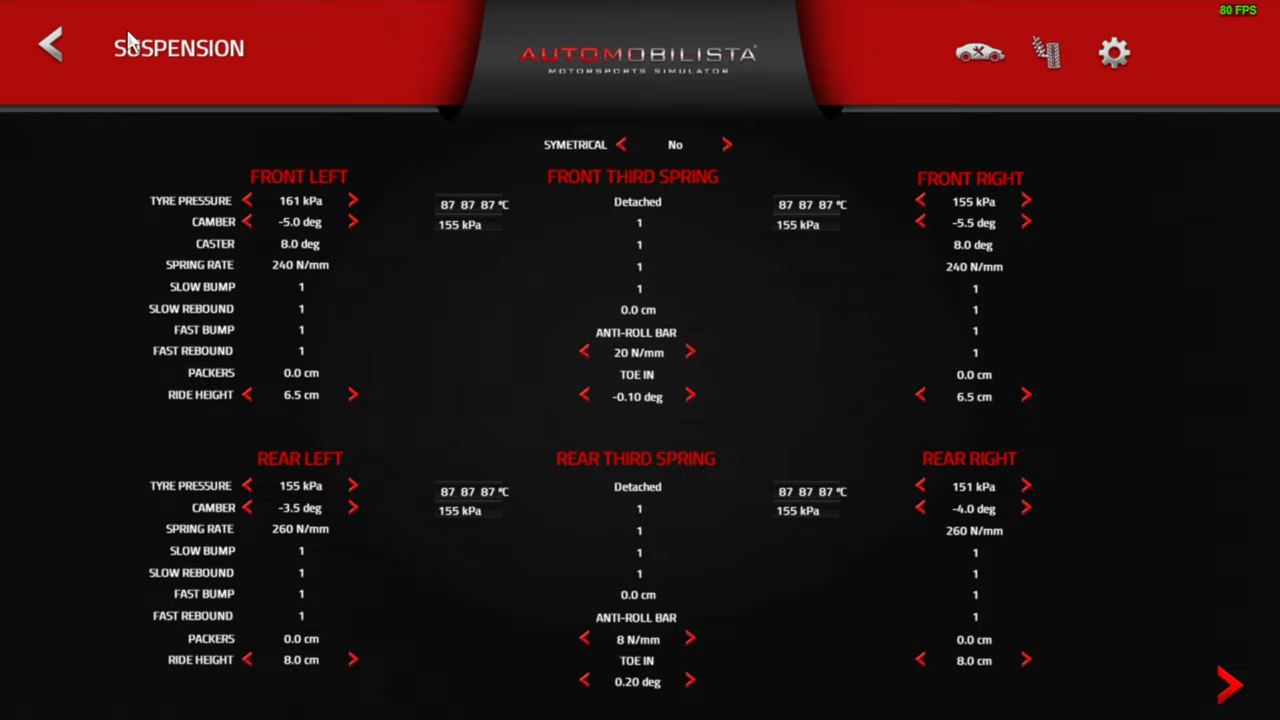 80 FPS
SUSPENSION
AUTOMOBILISTA
MOTORSPORTS SIMULATOR
SYMETRICAL No
FRONT LEFT FRONT THIRD SPRING FRONT RIGHT
TYRE PRESSURE 161 kPa 87 87 87 ºC Detached 87 87 87 ºC 155 kPa
CAMBER -5.0 deg 155 kPa 1 155 kPa -5.5 deg
CASTER 8.0 deg 1 8.0 deg
SPRING RATE 240 N/mm 1 240 N/mm
SLOW BUMP 1 1 1
SLOW REBOUND 1 0.0 cm 1
FAST BUMP 1 ANTI-ROLL BAR 1
FAST REBOUND 1 20 N/mm 1
PACKERS 0.0 cm TOE IN 0.0 cm
RIDE HEIGHT 6.5 cm -0.10 deg 6.5 cm
REAR LEFT REAR THIRD SPRING REAR RIGHT
TYRE PRESSURE 155 kPa 87 87 87 ºC Detached 87 87 87 ºC 151 kPa
CAMBER -3.5 deg 155 kPa 1 155 kPa -4.0 deg
SPRING RATE 260 N/mm 1 260 N/mm
SLOW BUMP 1 1 1
SLOW REBOUND 1 1 1
FAST BUMP 1 0.0 cm 1
FAST REBOUND 1 ANTI-ROLL BAR 1
PACKERS 0.0 cm 8 N/mm 0.0 cm
RIDE HEIGHT 8.0 cm TOE IN 8.0 cm
0.20 deg